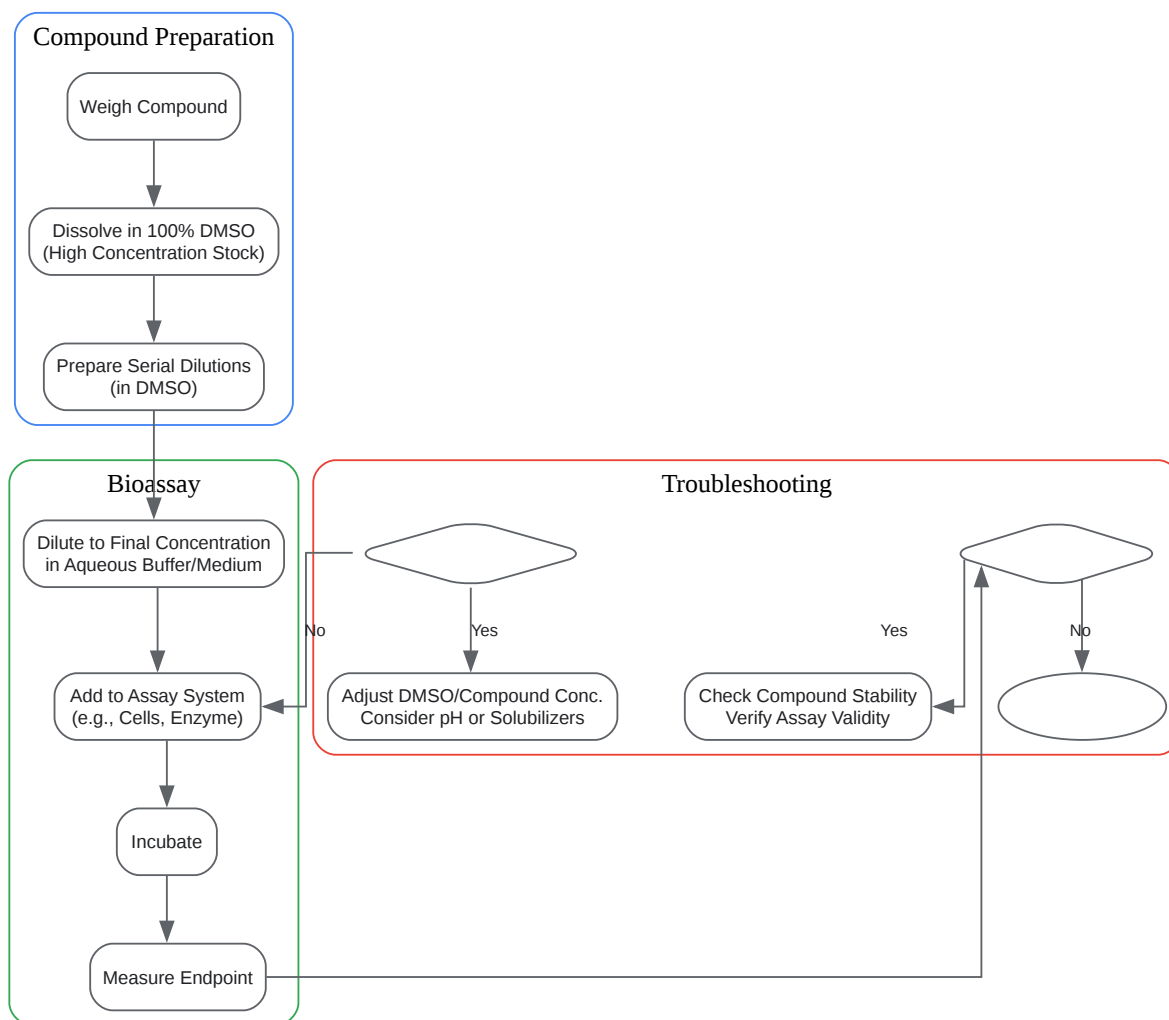 Compound Preparation
Weigh Compound
Dissolve in 100% DMSO
(High Concentration Stock)
Prepare Serial Dilutions
(in DMSO)
Bioassay
Troubleshooting
Dilute to Final Concentration
in Aqueous Buffer/Medium
No
Yes
Yes
No
Add to Assay System
(e.g., Cells, Enzyme)
Adjust DMSO/Compound Conc.
Consider pH or Solubilizers
Check Compound Stability
Verify Assay Validity
Incubate
Measure Endpoint